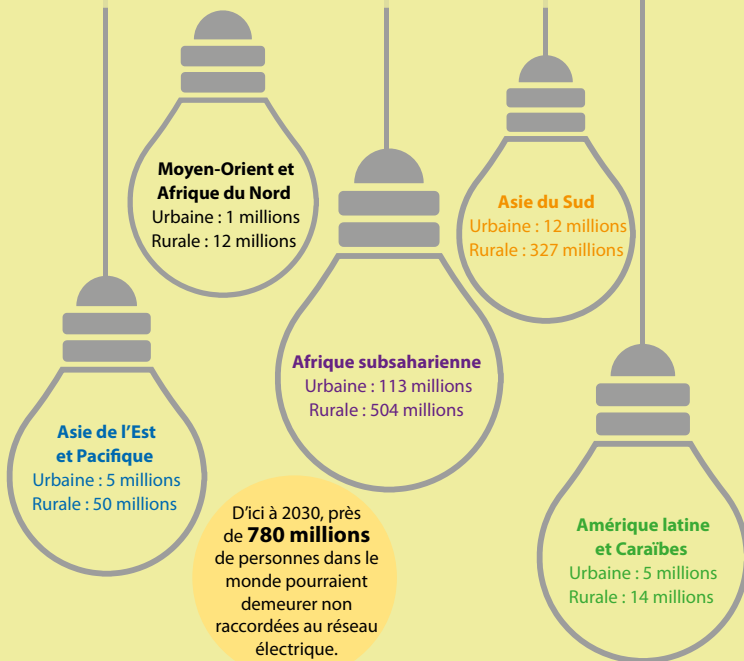 Moyen-Orient et
Afrique du Nord
Urbaine : 1 millions
Rurale : 12 millions
Asie du Sud
Urbaine : 12 millions
Rurale : 327 millions
Afrique subsaharienne
Urbaine : 113 millions
Rurale : 504 millions
Asie de l’Est
et Pacifique
Urbaine : 5 millions
Rurale : 50 millions
D’ici à 2030, près
de 780 millions
de personnes dans le
monde pourraient
demeurer non
raccordées au réseau
électrique.
Amérique latine
et Caraïbes
Urbaine : 5 millions
Rurale : 14 millions